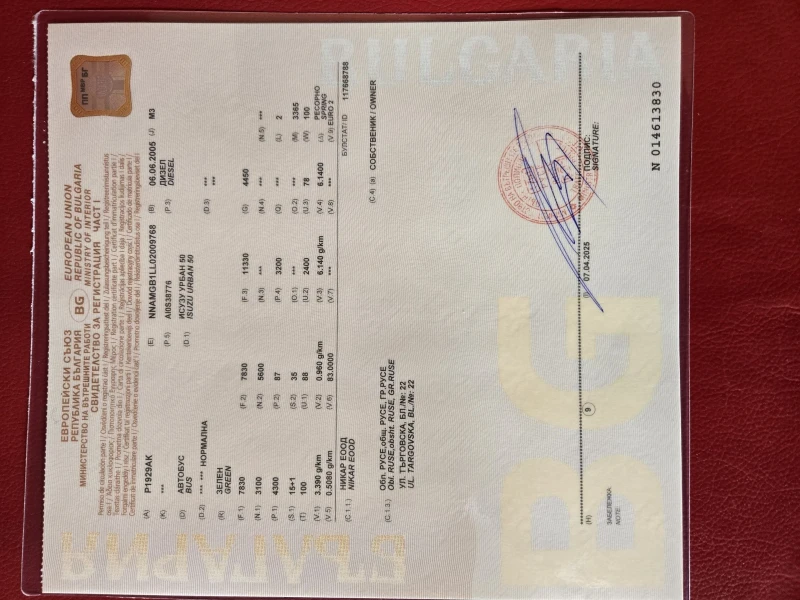 ЕВРОПЕЙСКИ СЪЮЗ BG EUROPEAN UNION
РЕПУБЛИКА БЪЛГАРИЯ REPUBLIC OF BULGARIA
МИНИСТЕРСТВО НА ВЪТРЕШНИТЕ РАБОТИ MINISTRY OF INTERIOR
СВИДЕТЕЛСТВО ЗА РЕГИСТРАЦИЯ ЧАСТ I
ПП МВР БГ
(A) P1929AK (E) NNAMGB1LL02009768 (B) 06.06.2005 (J) M3
(K) *** (P.5) AI0S38776 (P.3) ДИЗЕЛ
DIESEL
(D) АВТОБУС (D.1) ИСУЗУ УРБАН 50
BUS ISUZU URBAN 50
(D.2) *** *** НОРМАЛНА (D.3) ***
***
(R) ЗЕЛЕН
GREEN
(F.1) 7830 (F.2) 7830 (F.3) 11330 (G) 4450
(N.1) 3100 (N.2) 5600 (N.3) *** (N.4) *** (N.5) ***
(P.1) 4300 (P.2) 87 (P.4) 3200 (Q) *** (L) 2
(S.1) 15+1 (S.2) 35 (O.1) *** (O.2) *** (M) 3365
(T) 100 (U.1) 88 (U.2) 2400 (U.3) 78 (W) 100
(V.1) 3.390 g/km (V.2) 0.960 g/km (V.3) 6.140 g/km (V.4) 6.1400 РЕСОРНО
SPRING
(V.5) 0.5080 g/km (V.6) 83.0000 (V.7) *** (V.8) *** (V.9) EURO 2
НИКАР ЕООД БУЛСТАТ/ ID 117668788
(C.1.1.) NIKAR EOOD
(C.4) (a) СОБСТВЕНИК / OWNER
Обл. РУСЕ,общ. РУСЕ, ГР.РУСЕ
(C.1.3.) Obl. RUSE,obsht. RUSE, GR.RUSE
УЛ. ТЪРГОВСКА, БЛ./№: 22
UL. TARGOVSKA, BL./№: 22
(H) 9 (I) 07.04.2025 ПОДПИС:
SIGNATURE:
ЗАБЕЛЕЖКА
NOTE:
N 014613830
BULGARIA
БЪЛГАРИЯ
BG